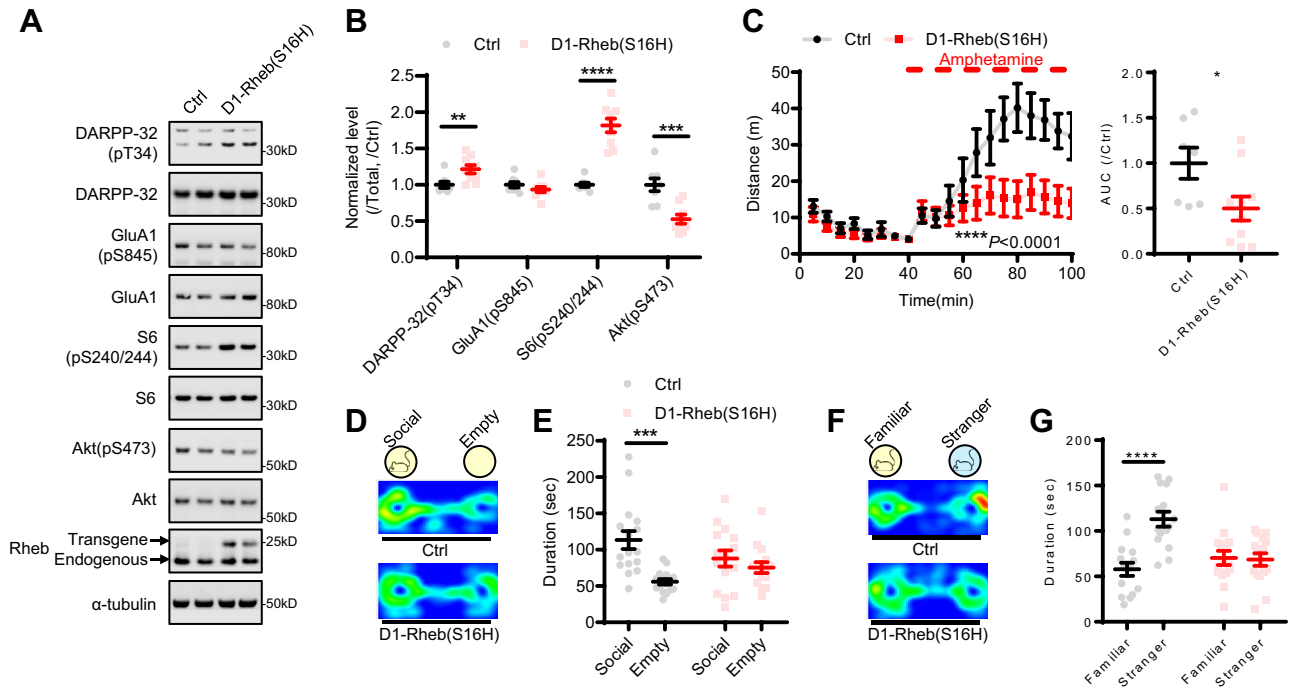 A
Ctrl
D1-Rheb(S16H)
DARPP-32
(pT34)
30kD
DARPP-32
30kD
GluA1
(pS845)
80kD
GluA1
80kD
S6
(pS240/244)
30kD
S6
30kD
Akt(pS473)
50kD
Akt
50kD
Rheb
Transgene
25kD
Endogenous
α-tubulin
50kD
B
Ctrl
D1-Rheb(S16H)
Normalized level
(/Total, /Ctrl)
2.5
2.0
1.5
1.0
0.5
0.0
**
****
***
DARPP-32(pT34)
GluA1(pS845)
S6(pS240/244)
Akt(pS473)
C
Ctrl
D1-Rheb(S16H)
Amphetamine
Distance (m)
50
40
30
20
10
0
****P<0.0001
0
20
40
60
80
100
Time(min)
AUC (/Ctrl)
2.0
1.5
1.0
0.5
0.0
*
Ctrl
D1-Rheb(S16H)
D
Social
Empty
Ctrl
D1-Rheb(S16H)
E
Ctrl
D1-Rheb(S16H)
Duration (sec)
250
200
150
100
50
0
***
Social
Empty
Social
Empty
F
Familiar
Stranger
Ctrl
D1-Rheb(S16H)
G
Duration (sec)
200
150
100
50
0
****
Familiar
Stranger
Familiar
Stranger